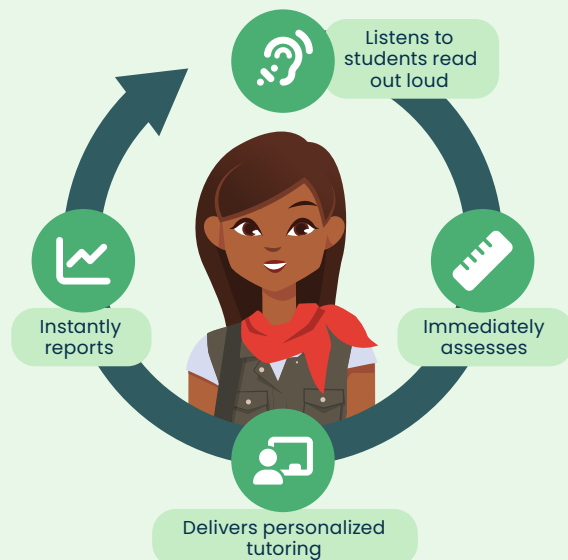 Listens to
students read
out loud
Immediately
assesses
Delivers personalized
tutoring
Instantly
reports